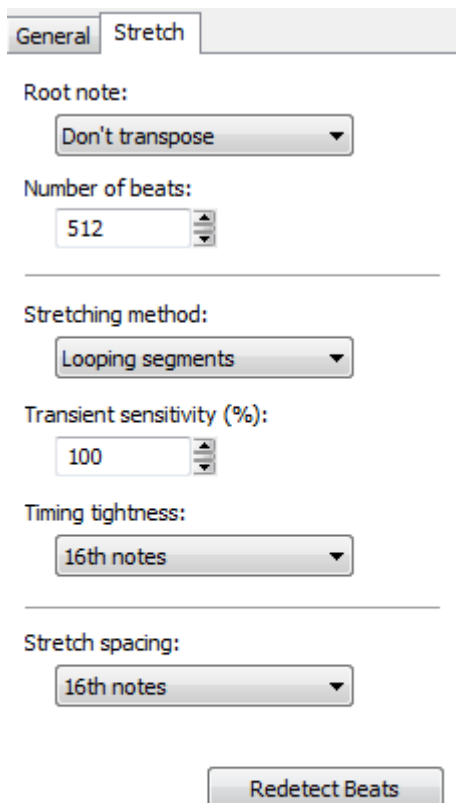 General Stretch
Root note:
Don't transpose
Number of beats:
512
Stretching method:
Looping segments
Transient sensitivity (%):
100
Timing tightness:
16th notes
Stretch spacing:
16th notes
Redetect Beats